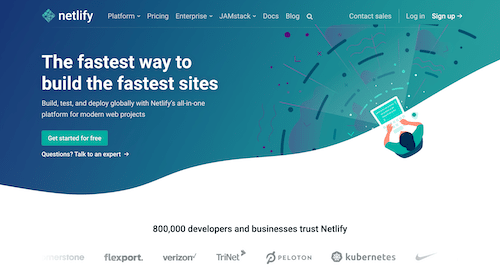 netlify Platform Pricing Enterprise JAMstack Docs Blog Contact sales Log in Sign up →
The fastest way to
build the fastest sites
Build, test, and deploy globally with Netlify's all-in-one
platform for modern web projects
Get started for free
Questions? Talk to an expert →
800,000 developers and businesses trust Netlify
flexport. verizon✓ TriNet PELOTON kubernetes